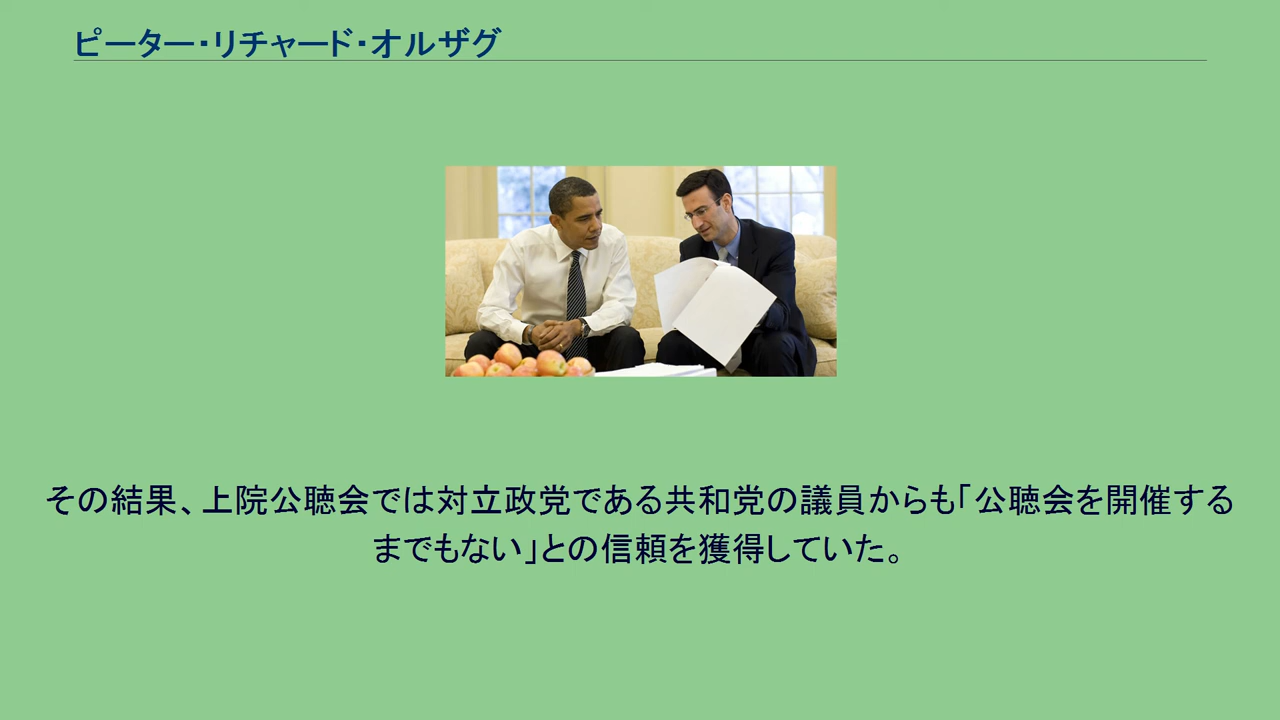 ピーター・リチャード・オルザグ
その結果、上院公聴会では対立政党である共和党の議員からも「公聴会を開催する
までもない」との信頼を獲得していた。